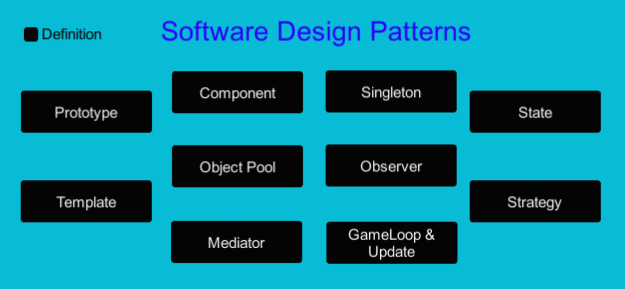 Definition
Software Design Patterns
Component
Singleton
Prototype
State
Object Pool
Observer
Template
Strategy
Mediator
GameLoop &
Update